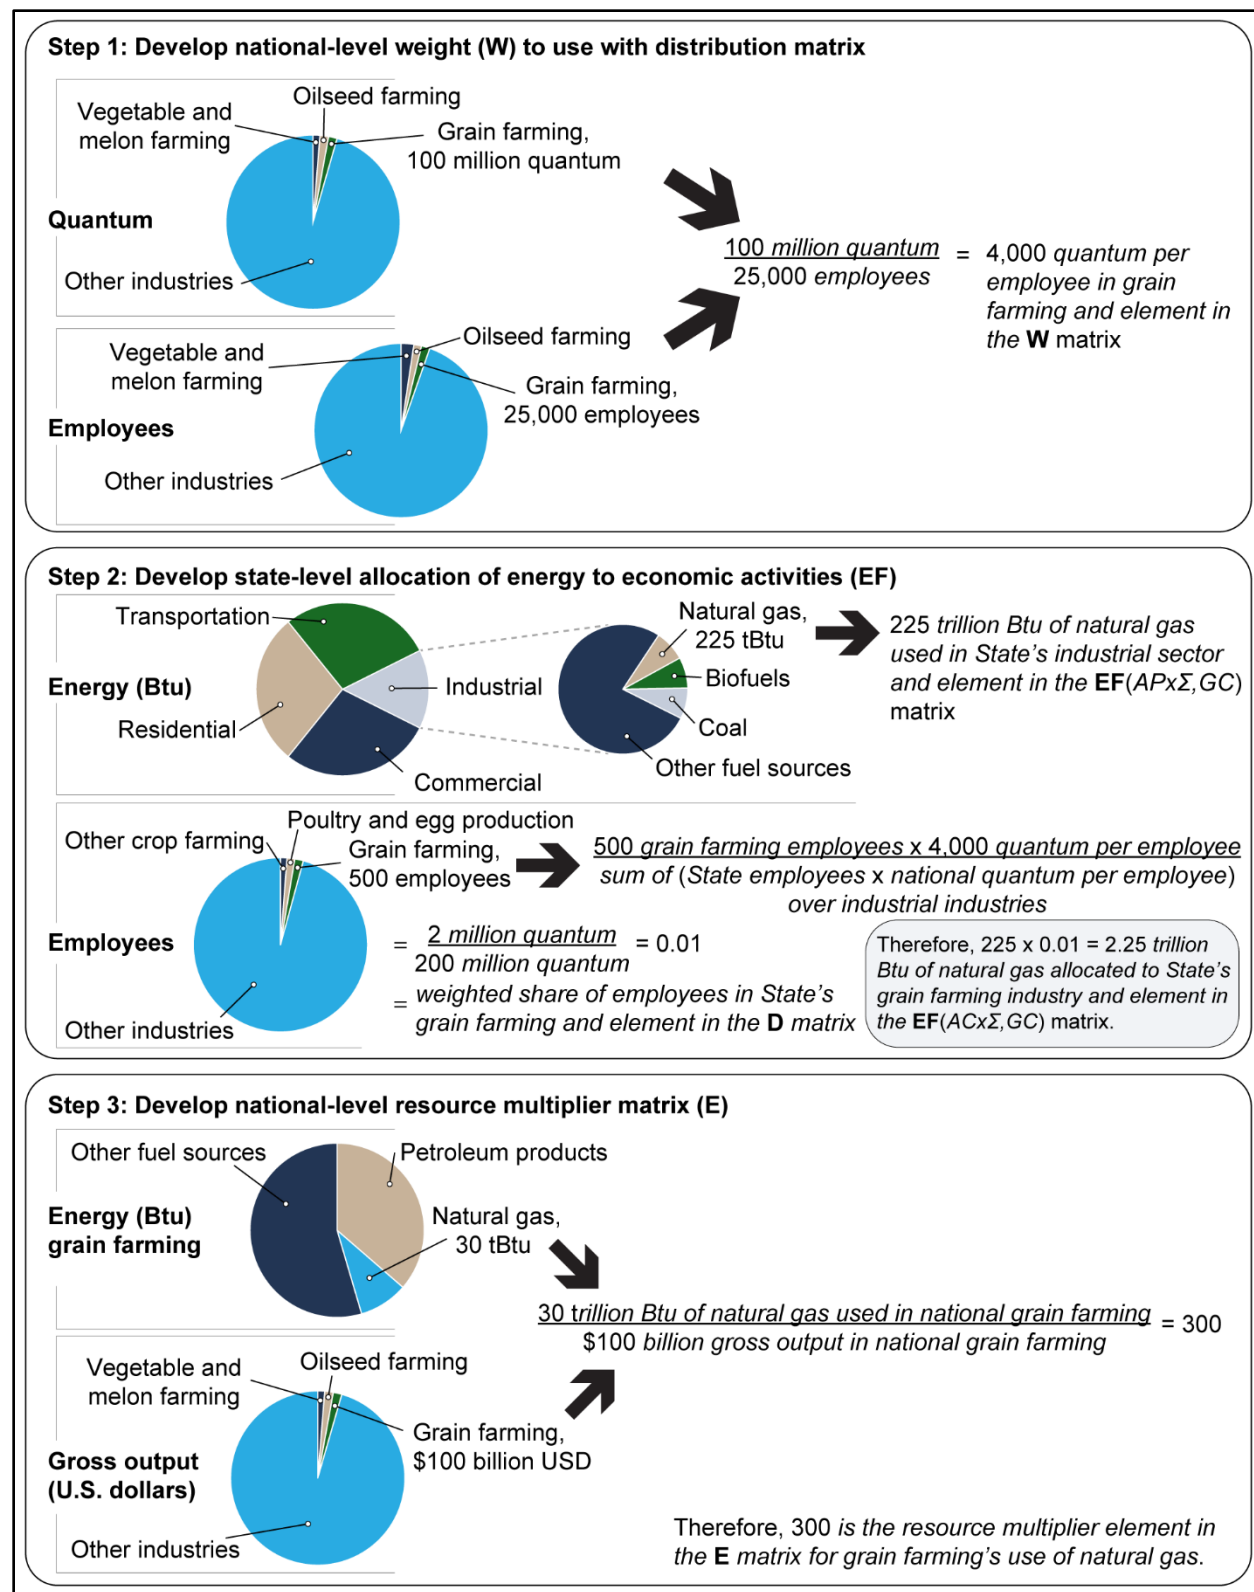 Step 1: Develop national-level weight (W) to use with distribution matrix
Oilseed farming
Vegetable and
melon farming
Grain farming,
100 million quantum
Quantum
Other industries
100 million quantum
25,000 employees
= 4,000 quantum per
employee in grain
farming and element in
the W matrix
Oilseed farming
Vegetable and
melon farming
Grain farming,
25,000 employees
Employees
Other industries
Step 2: Develop state-level allocation of energy to economic activities (EF)
Transportation
Energy (Btu)
Industrial
Residential
Commercial
Natural gas,
225 tBtu
Biofuels
Coal
Other fuel sources
225 trillion Btu of natural gas
used in State's industrial sector
and element in the EF(APxΣ,GC)
matrix
Poultry and egg production
Other crop farming
Grain farming,
500 employees
Employees
Other industries
500 grain farming employees x 4,000 quantum per employee
sum of (State employees x national quantum per employee)
over industrial industries
= 2 million quantum = 0.01
200 million quantum
= weighted share of employees in State's
grain farming and element in the D matrix
Therefore, 225 x 0.01 = 2.25 trillion
Btu of natural gas allocated to State's
grain farming industry and element in
the EF(ACxΣ,GC) matrix.
Step 3: Develop national-level resource multiplier matrix (E)
Other fuel sources
Petroleum products
Energy (Btu)
grain farming
Natural gas,
30 tBtu
30 trillion Btu of natural gas used in national grain farming = 300
$100 billion gross output in national grain farming
Oilseed farming
Vegetable and
melon farming
Grain farming,
$100 billion USD
Gross output
(U.S. dollars)
Other industries
Therefore, 300 is the resource multiplier element in
the E matrix for grain farming's use of natural gas.